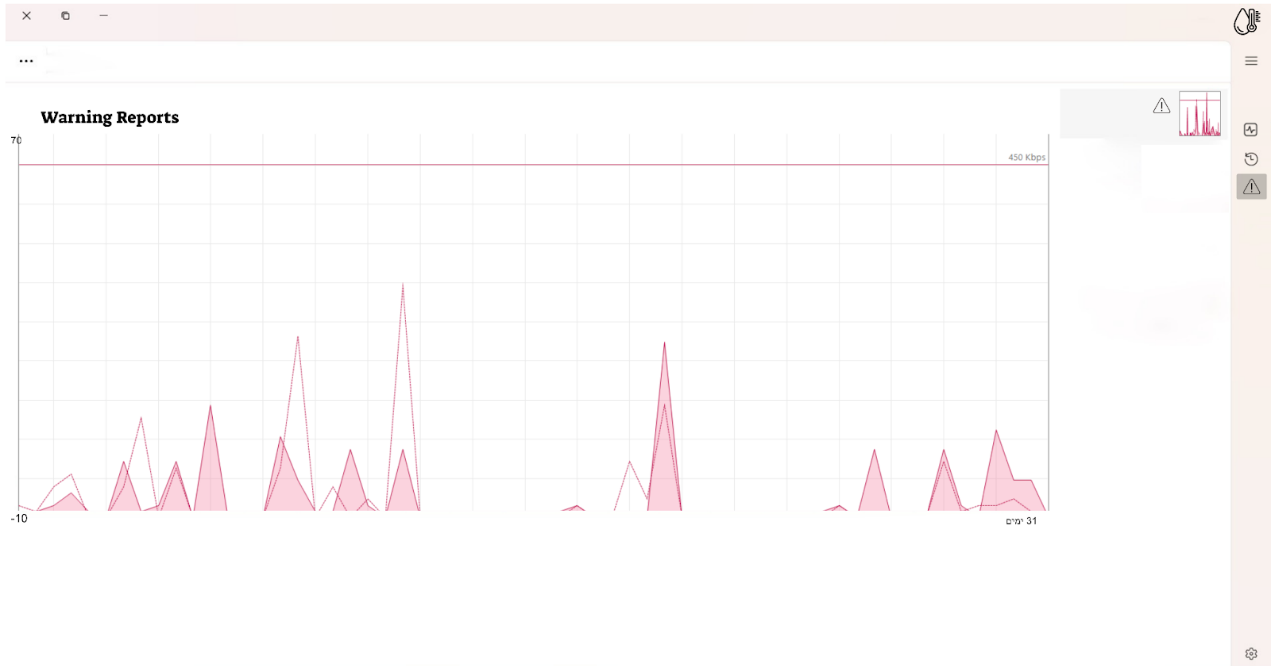 Warning Reports
70
450 Kbps
-10
31 ימים